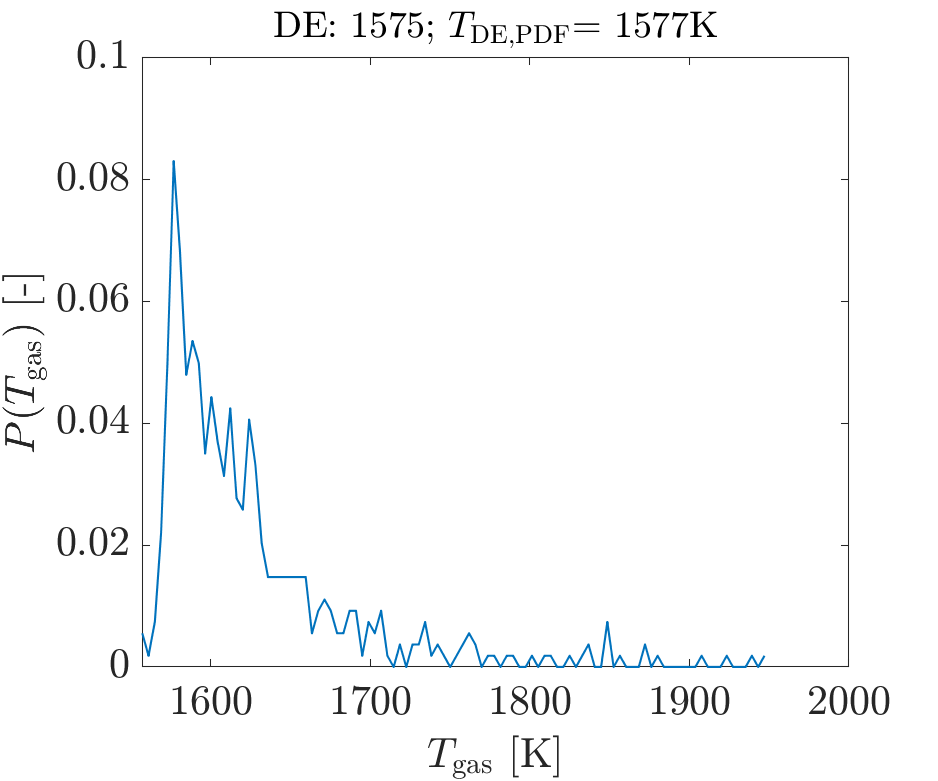 DE: 1575; T_DE,PDF= 1577K
0.1
0.08
0.06
0.04
0.02
0
P(T_gas) [-]
1600 1700 1800 1900 2000
T_gas [K]